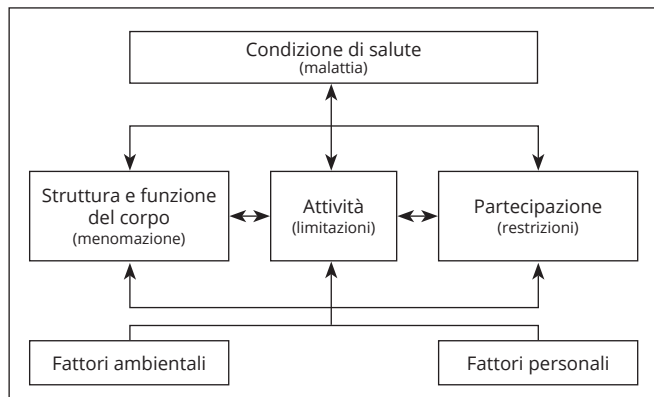 Condizione di salute
(malattia)
Struttura e funzione
del corpo
(menomazione)
Attività
(limitazioni)
Partecipazione
(restrizioni)
Fattori ambientali
Fattori personali